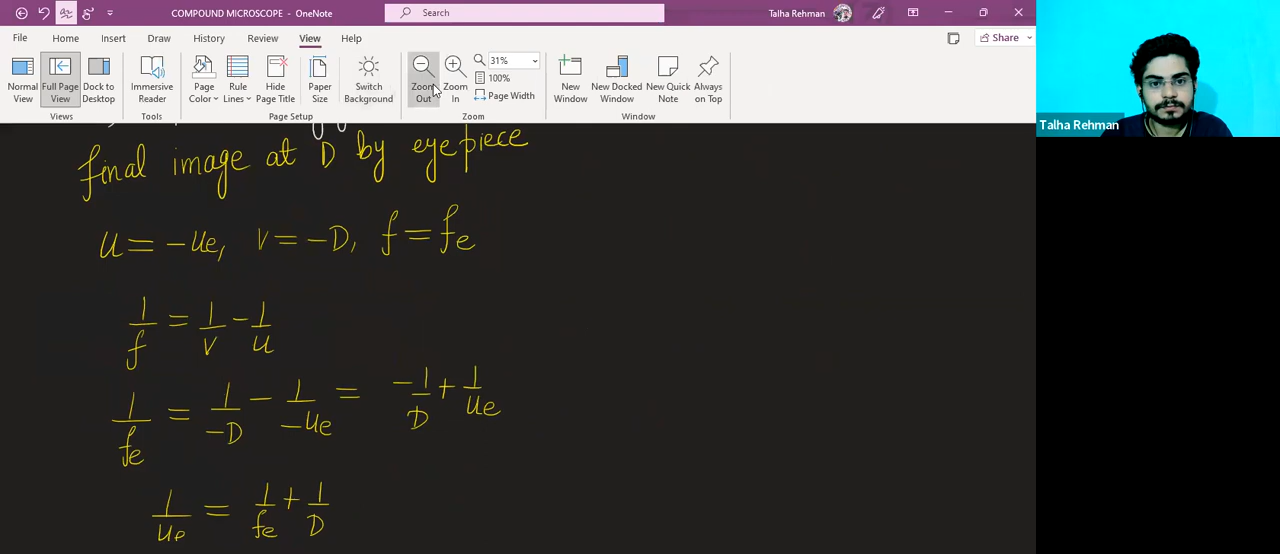 COMPOUND MICROSCOPE - OneNote
Search
Talha Rehman
File Home Insert Draw History Review View Help
Share
Normal View
Full Page View
Dock to Desktop
Immersive Reader
Page Color
Rule Lines
Hide Page Title
Paper Size
Switch Background
Zoom Out
Zoom In
31%
100%
Page Width
New Window
New Docked Window
New Quick Note
Always on Top
Views Tools Page Setup Zoom Window
Talha Rehman
final image at D by eyepiece
u = -ue, v = -D, f = fe
1/f = 1/v - 1/u
1/fe = 1/-D - 1/-ue = -1/D + 1/ue
1/ue = 1/fe + 1/D